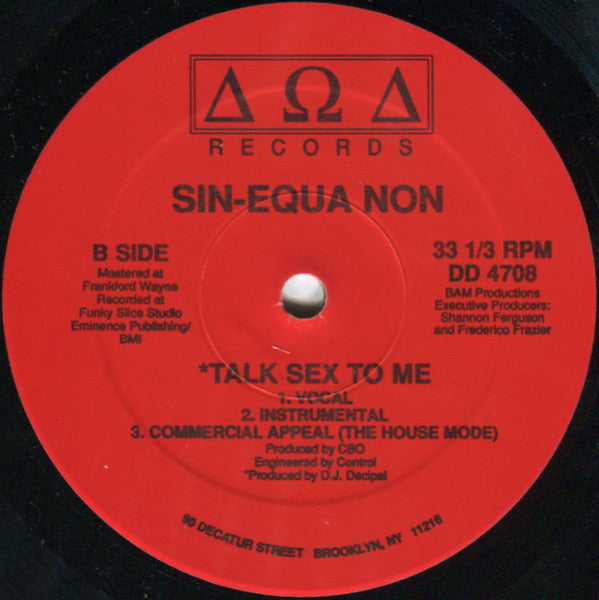 Δ Ω Δ
RECORDS
SIN-EQUA NON
B SIDE
Mastered at
Frankford Wayne
Recorded at
Funky Slice Studio
Eminence Publishing/
BMI
33 1/3 RPM
DD 4708
BAM Productions
Executive Producers:
Shannon Ferguson
and Frederico Frazier
*TALK SEX TO ME
1. VOCAL
2. INSTRUMENTAL
3. COMMERCIAL APPEAL (THE HOUSE MODE)
Produced by CBO
Engineered by Control
*Produced by D.J. Decipal
90 DECATUR STREET BROOKLYN, NY 11216